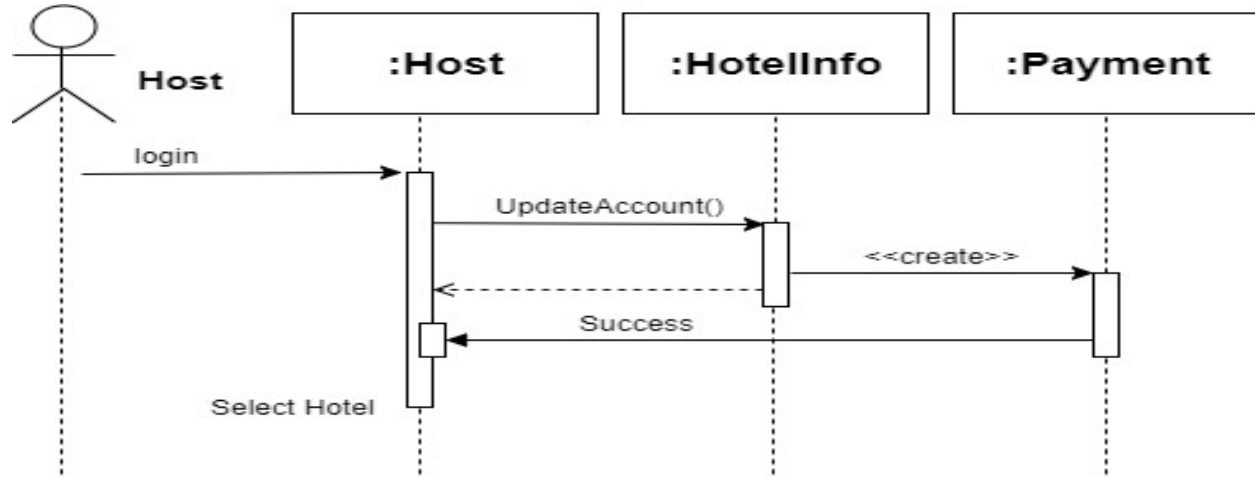 Host
:Host
:HotelInfo
:Payment
login
UpdateAccount()
<<create>>
Success
Select Hotel